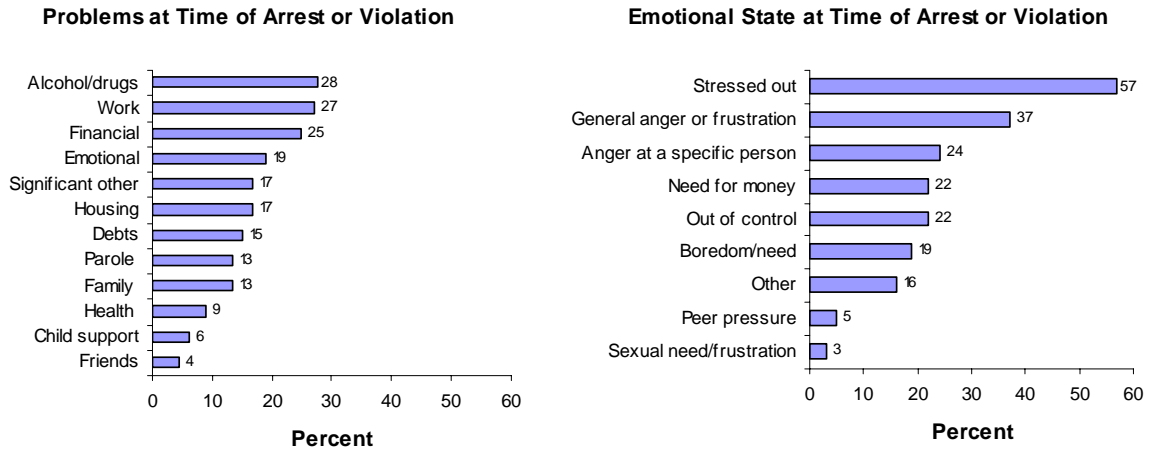 Problems at Time of Arrest or Violation
Alcohol/drugs 28
Work 27
Financial 25
Emotional 19
Significant other 17
Housing 17
Debts 15
Parole 13
Family 13
Health 9
Child support 6
Friends 4
0 10 20 30 40 50 60
Percent
Emotional State at Time of Arrest or Violation
Stressed out 57
General anger or frustration 37
Anger at a specific person 24
Need for money 22
Out of control 22
Boredom/need 19
Other 16
Peer pressure 5
Sexual need/frustration 3
0 10 20 30 40 50 60
Percent